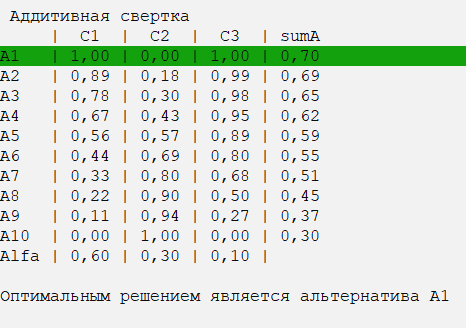 Аддитивная свертка
| C1 | C2 | C3 | sumA
A1 | 1,00 | 0,00 | 1,00 | 0,70
A2 | 0,89 | 0,18 | 0,99 | 0,69
A3 | 0,78 | 0,30 | 0,98 | 0,65
A4 | 0,67 | 0,43 | 0,95 | 0,62
A5 | 0,56 | 0,57 | 0,89 | 0,59
A6 | 0,44 | 0,69 | 0,80 | 0,55
A7 | 0,33 | 0,80 | 0,68 | 0,51
A8 | 0,22 | 0,90 | 0,50 | 0,45
A9 | 0,11 | 0,94 | 0,27 | 0,37
A10 | 0,00 | 1,00 | 0,00 | 0,30
Alfa | 0,60 | 0,30 | 0,10 |
Оптимальным решением является альтернатива A1